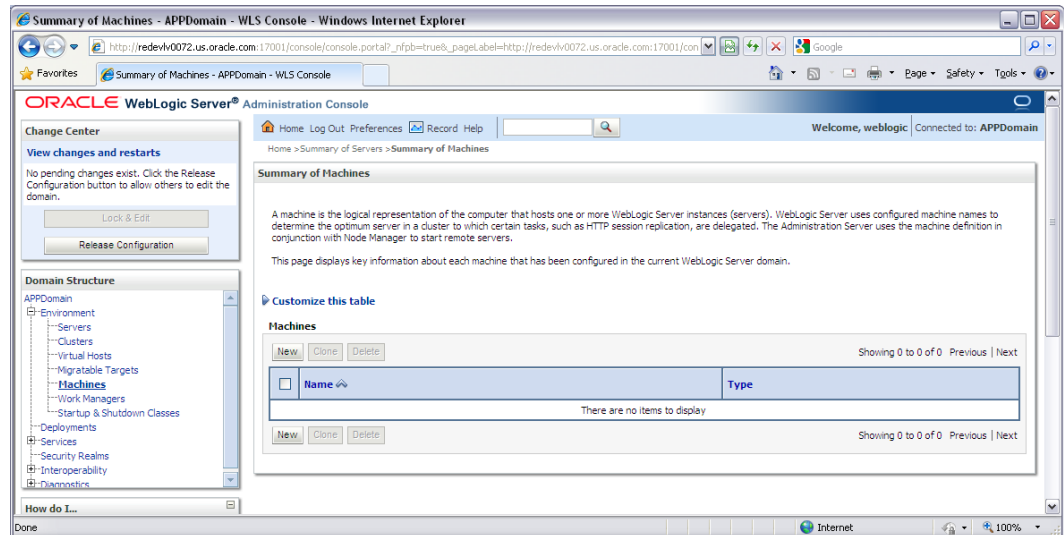 Summary of Machines - APPDomain - WLS Console - Windows Internet Explorer
http://redevlv0072.us.oracle.com:17001/console/console.portal?_nfpb=true&_pageLabel=http://redevlv0072.us.oracle.com:17001/con
Google
Favorites
Summary of Machines - APPDomain - WLS Console
Page
Safety
Tools
ORACLE WebLogic Server® Administration Console
Change Center
View changes and restarts
No pending changes exist. Click the Release
Configuration button to allow others to edit the
domain.
Lock & Edit
Release Configuration
Domain Structure
APPDomain
Environment
Servers
Clusters
Virtual Hosts
Migratable Targets
Machines
Work Managers
Startup & Shutdown Classes
Deployments
Services
Security Realms
Interoperability
Diagnostics
How do I...
Home Log Out Preferences Record Help
Welcome, weblogic Connected to: APPDomain
Home >Summary of Servers >Summary of Machines
Summary of Machines
A machine is the logical representation of the computer that hosts one or more WebLogic Server instances (servers). WebLogic Server uses configured machine names to
determine the optimum server in a cluster to which certain tasks, such as HTTP session replication, are delegated. The Administration Server uses the machine definition in
conjunction with Node Manager to start remote servers.
This page displays key information about each machine that has been configured in the current WebLogic Server domain.
Customize this table
Machines
New Clone Delete
Showing 0 to 0 of 0 Previous | Next
Name
Type
There are no items to display
New Clone Delete
Showing 0 to 0 of 0 Previous | Next
Done
Internet
100%